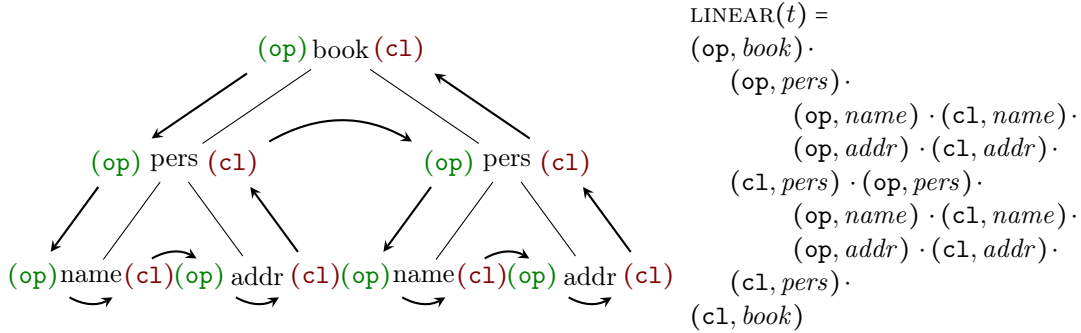 (op) book (cl)
(op) pers (cl) (op) pers (cl)
(op) name (cl) (op) addr (cl) (op) name (cl) (op) addr (cl)
LINEAR(t) =
(op, book)·
(op, pers)·
(op, name) ·(cl, name)·
(op, addr) ·(cl, addr)·
(cl, pers) ·(op, pers)·
(op, name) ·(cl, name)·
(op, addr) ·(cl, addr)·
(cl, pers)·
(cl, book)